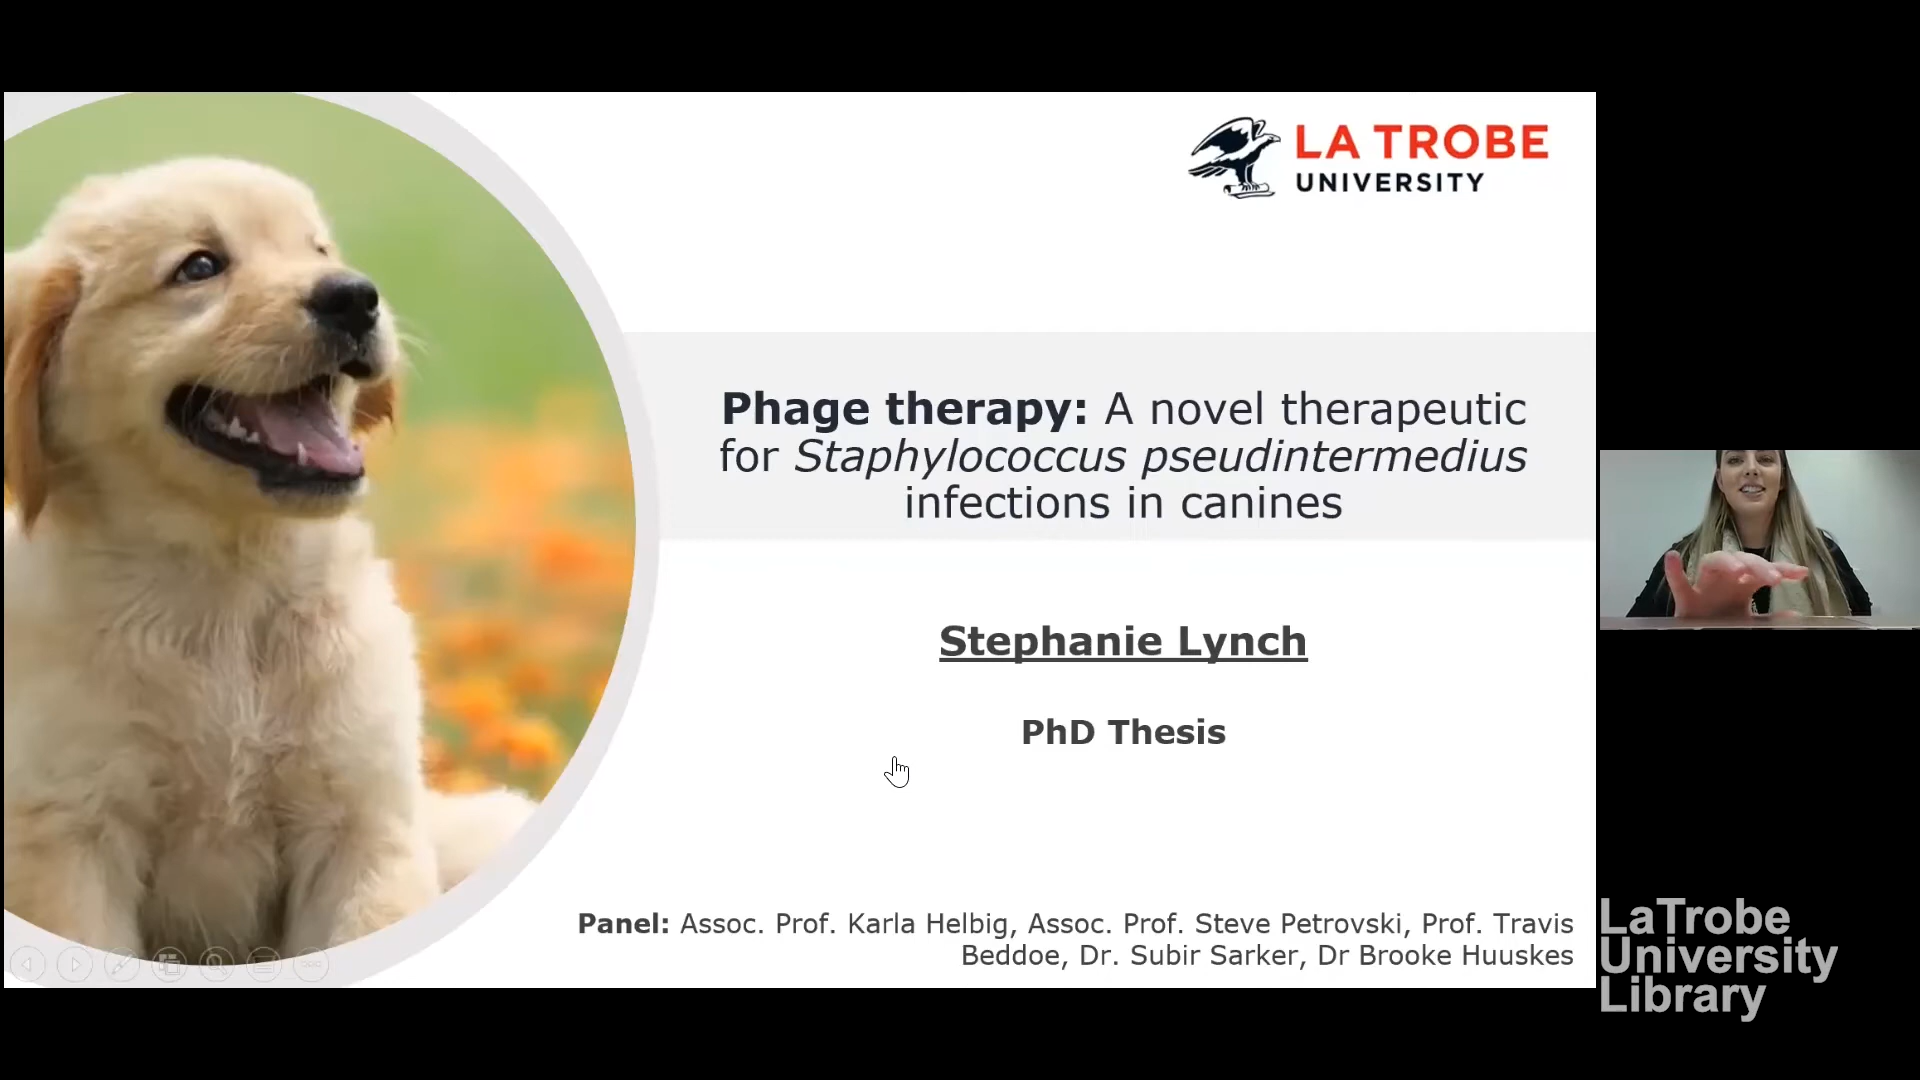 LA TROBE
UNIVERSITY
Phage therapy: A novel therapeutic
for Staphylococcus pseudintermedius
infections in canines
Stephanie Lynch
PhD Thesis
Panel: Assoc. Prof. Karla Helbig, Assoc. Prof. Steve Petrovski, Prof. Travis
Beddoe, Dr. Subir Sarker, Dr Brooke Huuskes
LaTrobe
University
Library